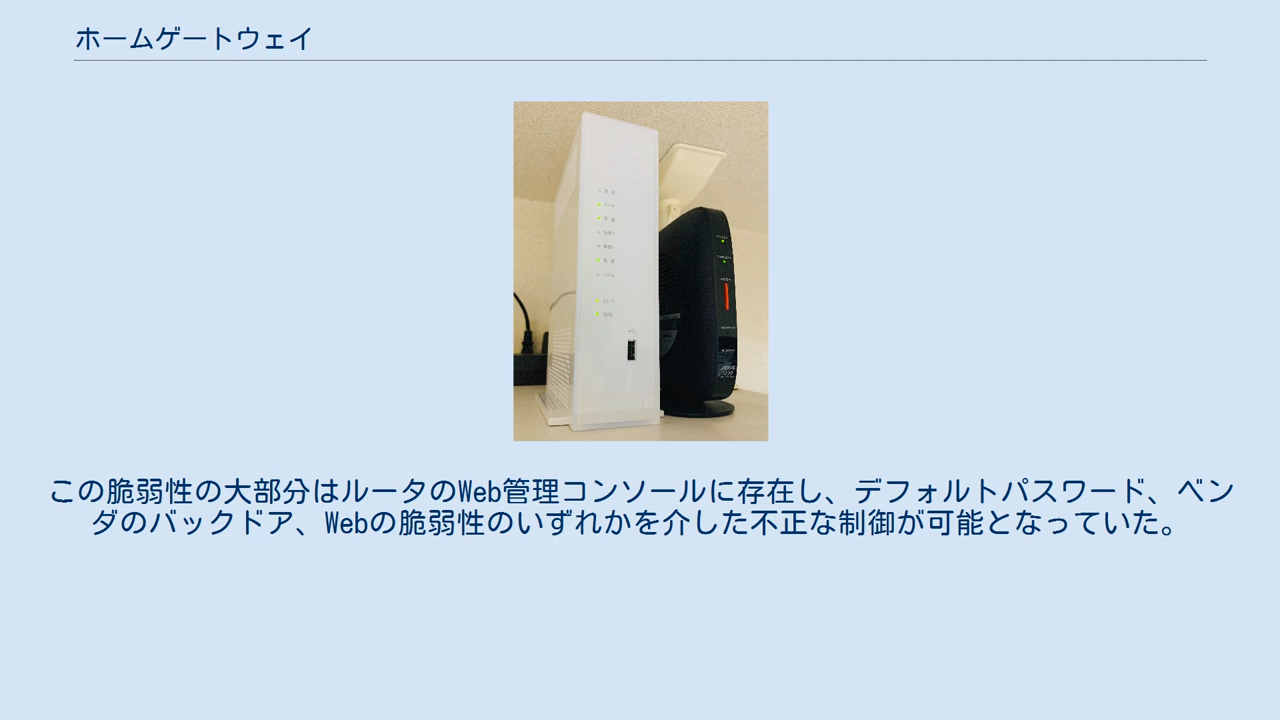 ホームゲートウェイ
この脆弱性の大部分はルータのWeb管理コンソールに存在し、デフォルトパスワード、ベン
ダのバックドア、Webの脆弱性のいずれかを介した不正な制御が可能となっていた。